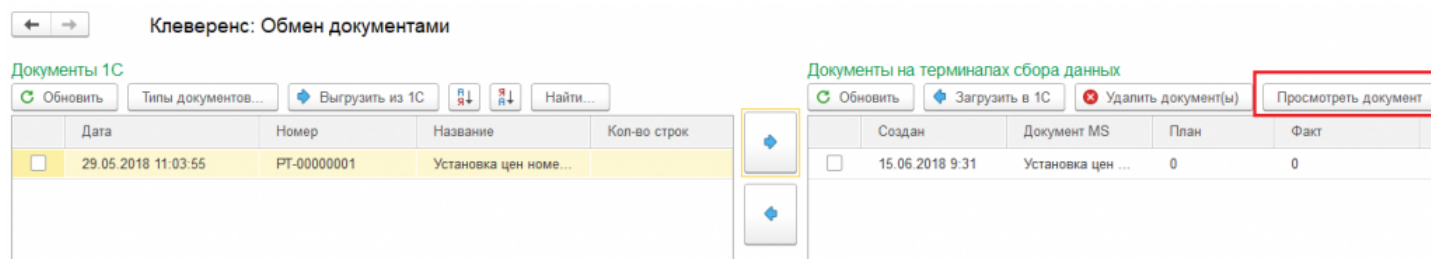 Клеверенс: Обмен документами
Документы 1С
Документы на терминалах сбора данных
Обновить Типы документов... Выгрузить из 1С Найти...
Обновить Загрузить в 1С Удалить документ(ы) Просмотреть документ
Дата Номер Название Кол-во строк
Создан Документ MS План Факт
29.05.2018 11:03:55 РТ-00000001 Установка цен номе...
15.06.2018 9:31 Установка цен ... 0 0